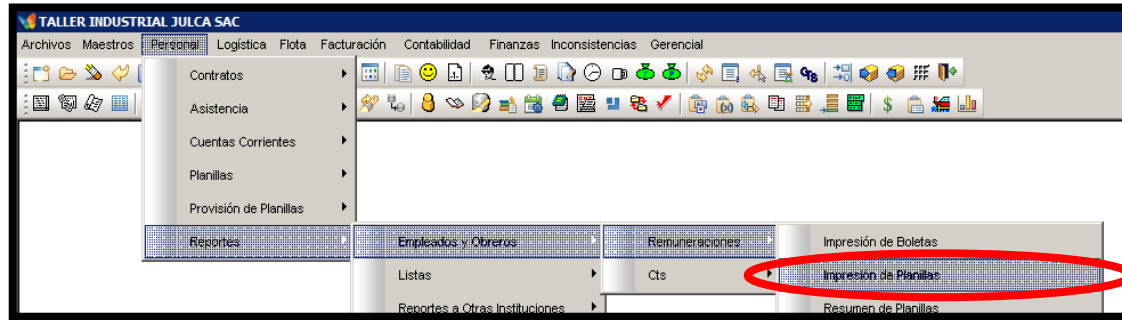 TALLER INDUSTRIAL JULCA SAC
Archivos Maestros Personal Logística Flota Facturación Contabilidad Finanzas Inconsistencias Gerencial
Contratos
Asistencia
Cuentas Corrientes
Planillas
Provisión de Planillas
Reportes Empleados y Obreros Remuneraciones Impresión de Boletas
Listas Cts Impresión de Planillas
Reportes a Otras Instituciones Resumen de Planillas